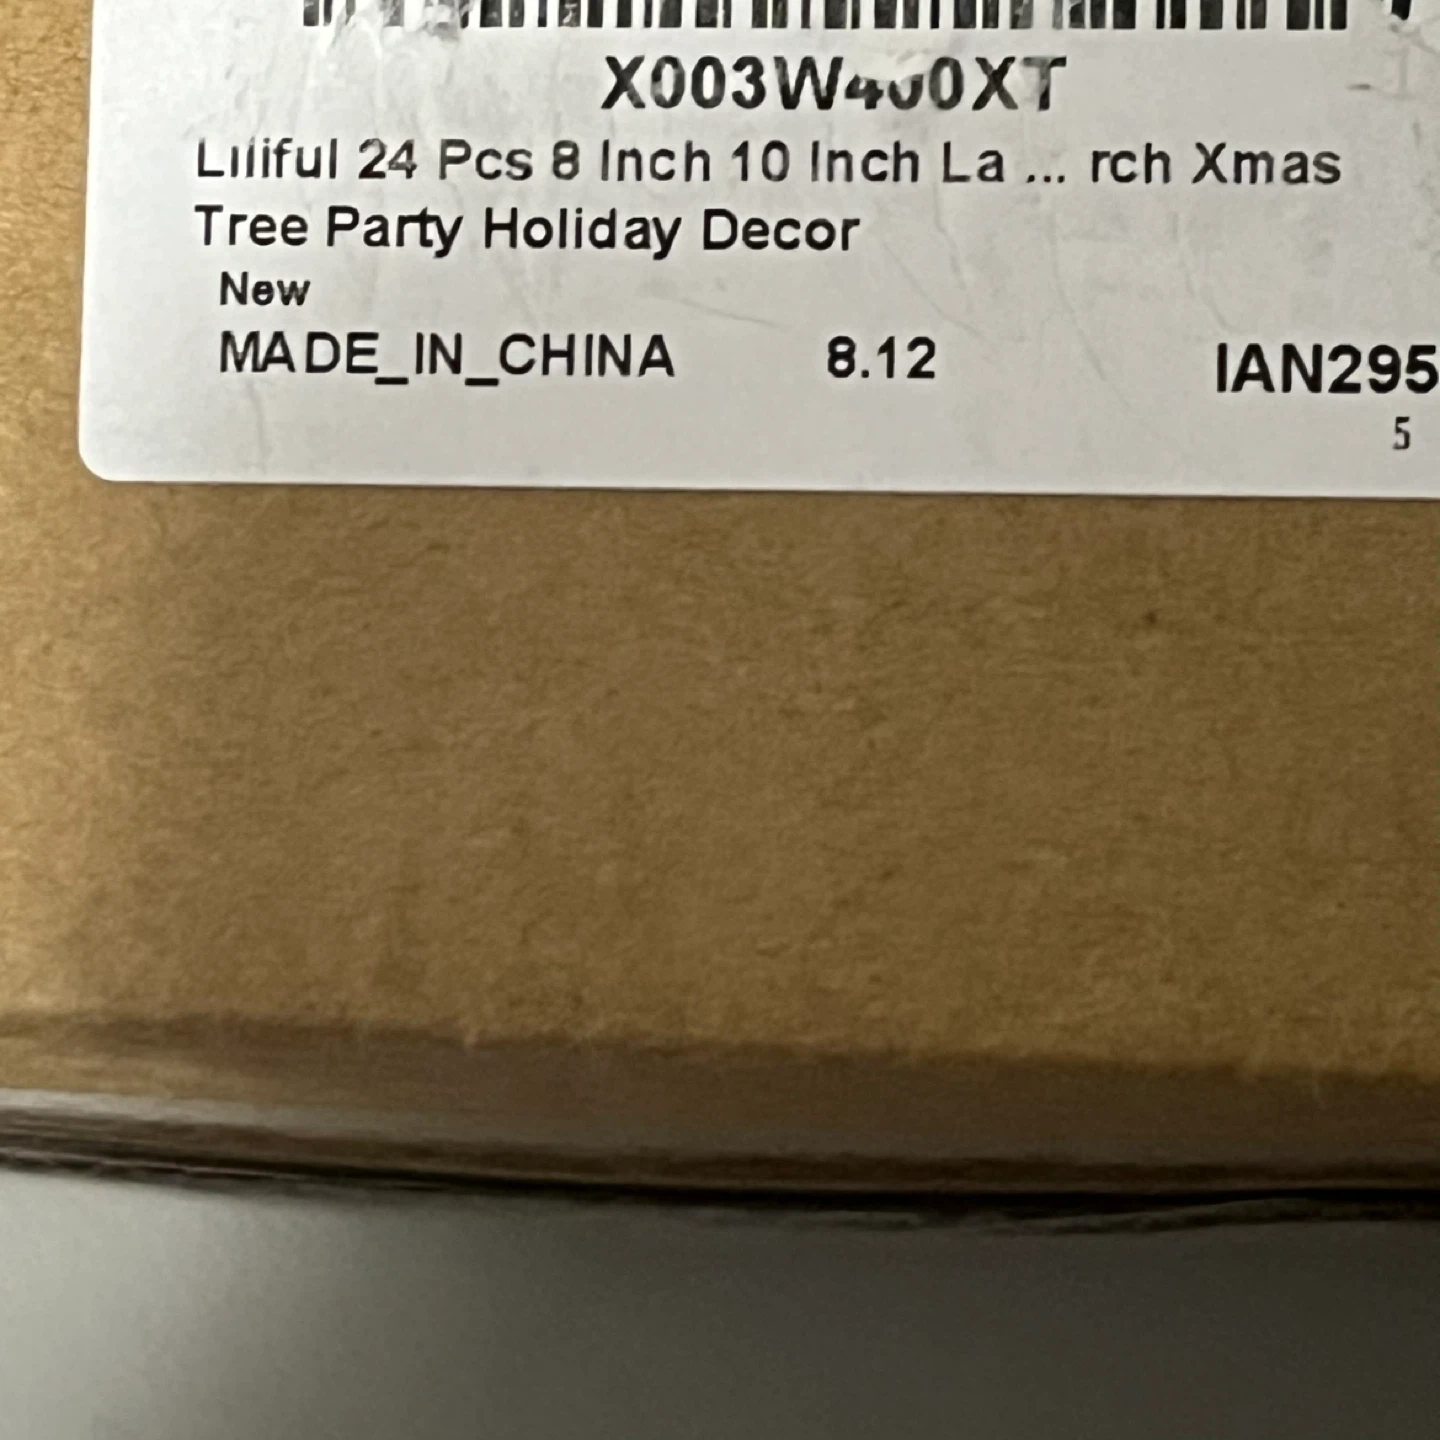 X003W400XT
Liliful 24 Pcs 8 Inch 10 Inch La ... rch Xmas
Tree Party Holiday Decor
New
MADE_IN_CHINA 8.12 IAN295
5